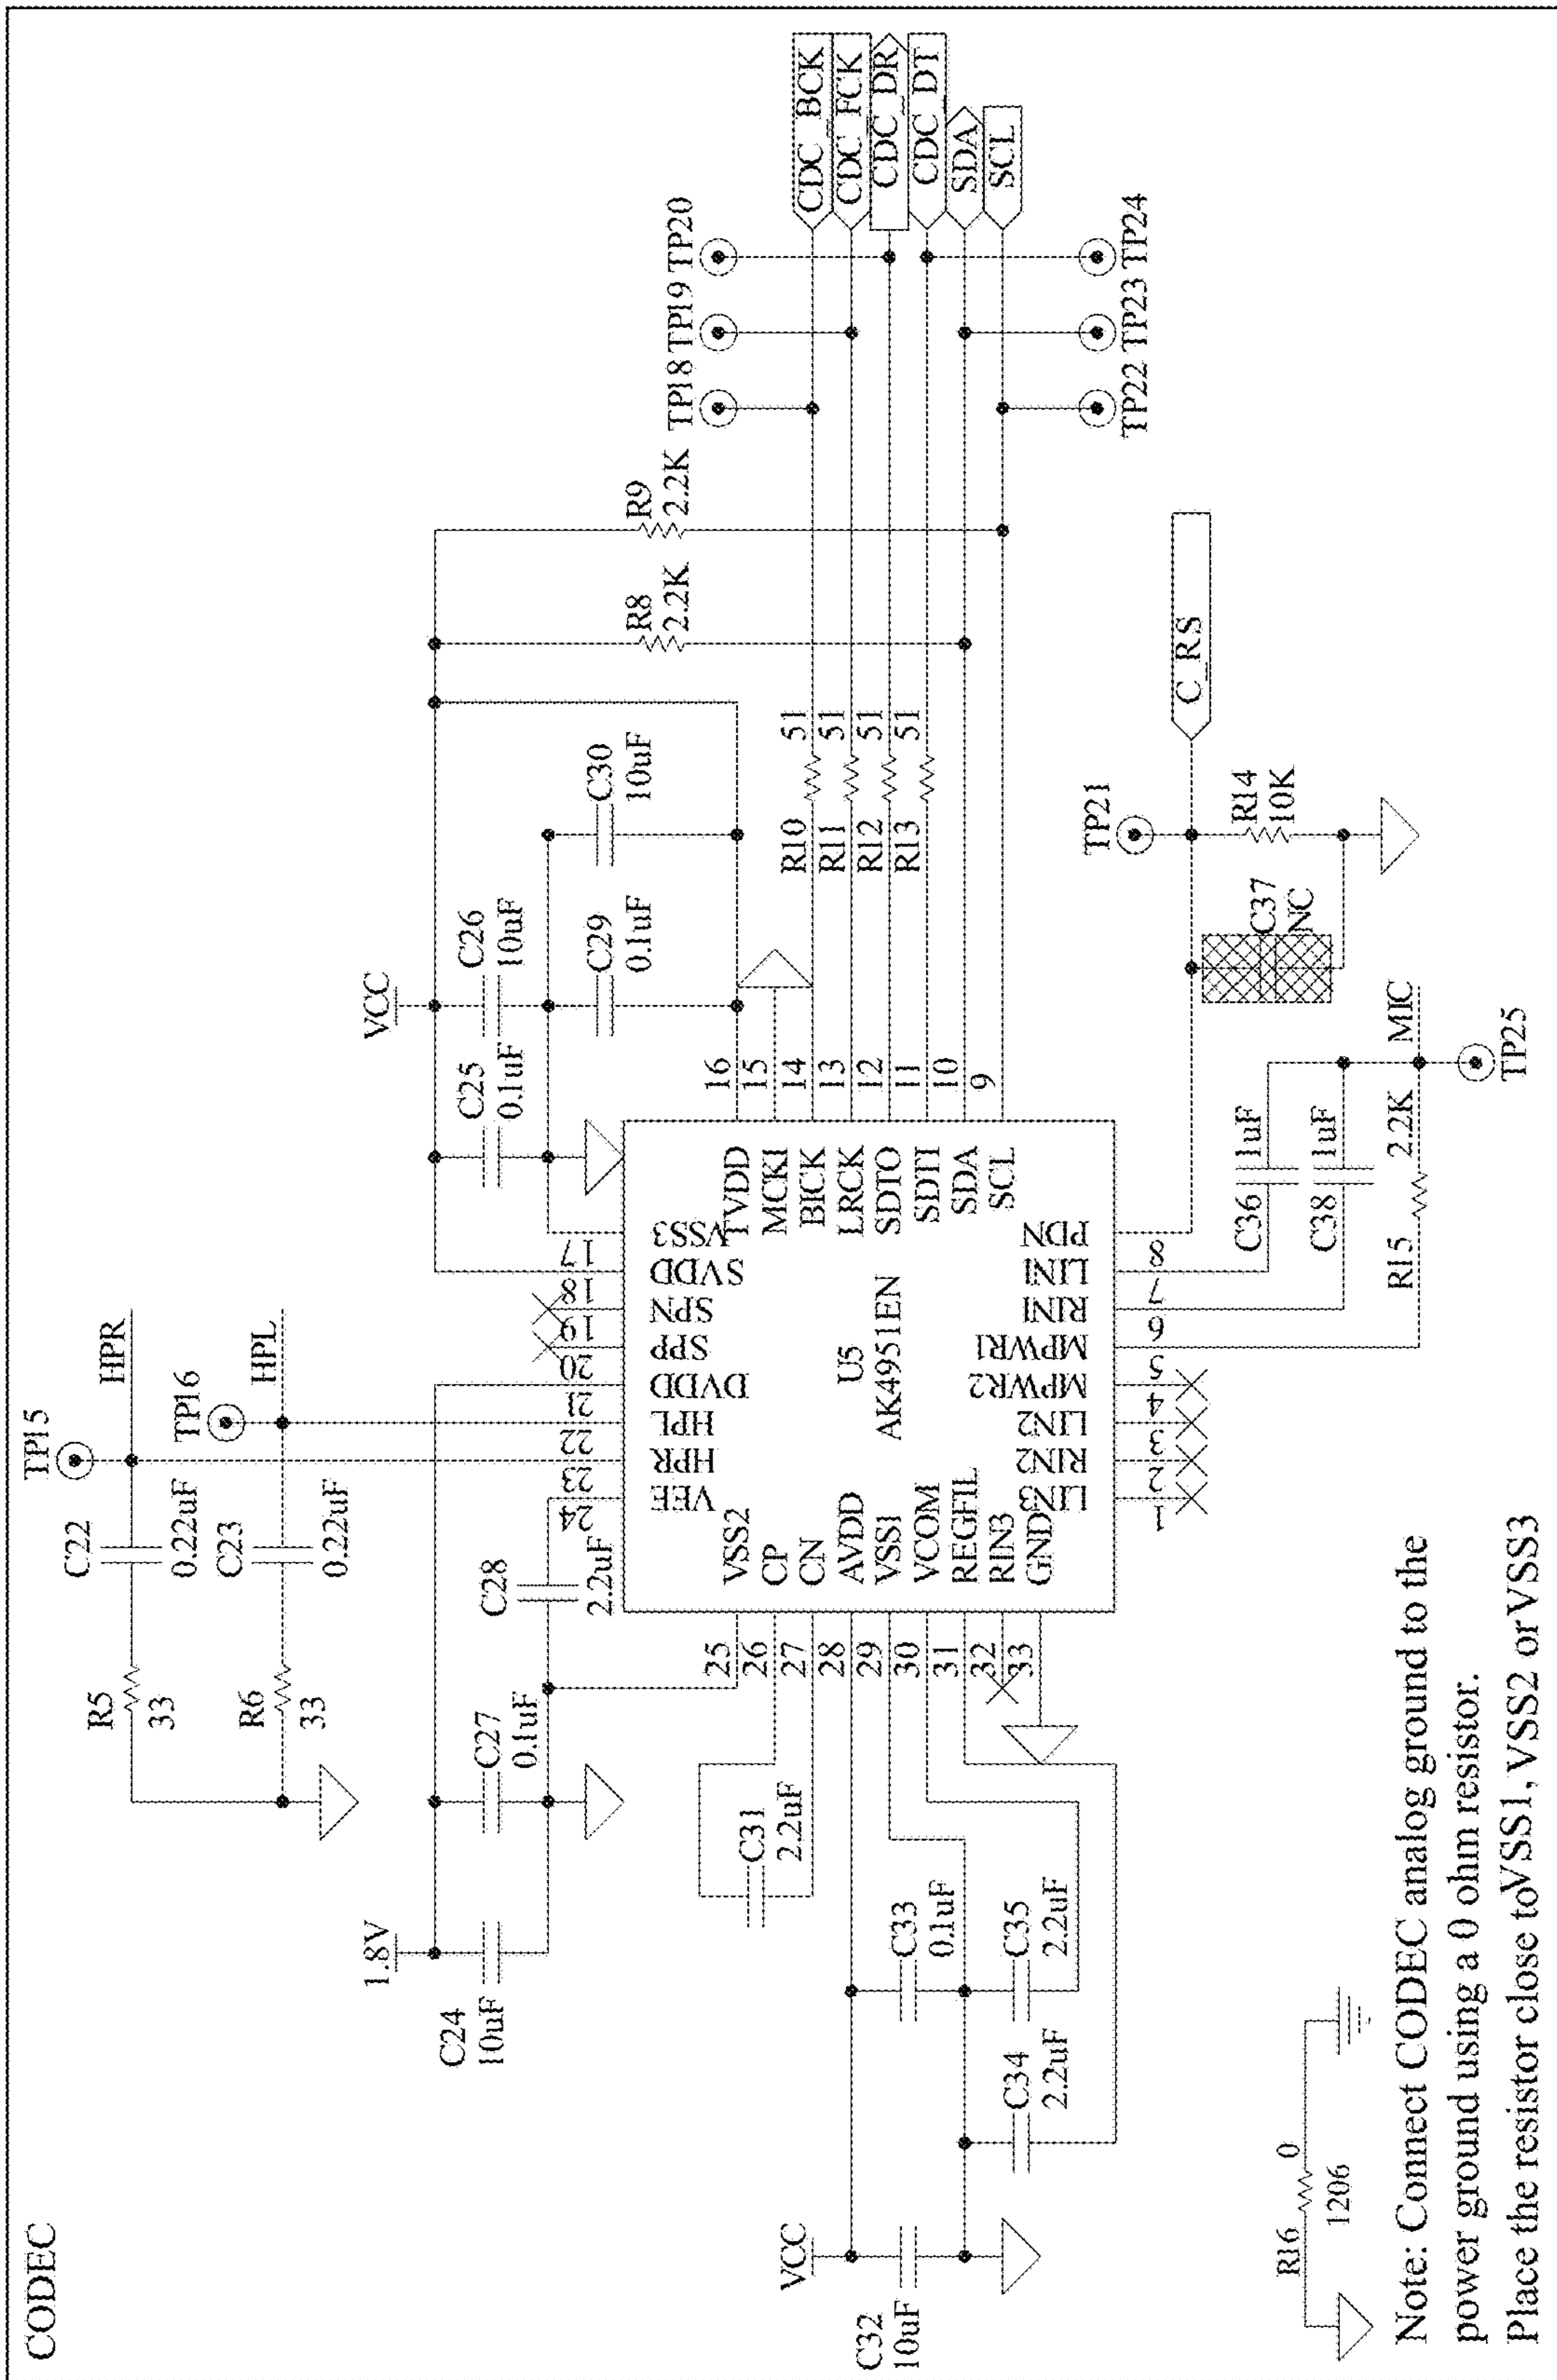 CODEC
TP15
HPR
C22
0.22uF
R5
33
TP16
HPL
C23
0.22uF
R6
33
1.8V
C24
10uF
C27
0.1uF
C28
2.2uF
VCC
C25
0.1uF
C26
10uF
C29
0.1uF
C30
10uF
R8
2.2K
R9
2.2K
TP18
TP19
TP20
24
23
22
21
20
19
18
17
VEE
HPR
HPL
DVDD
SPP
SPN
SVDD
VSS3
25
VSS2
26
CP
27
CN
28
AVDD
29
VSS1
30
VCOM
31
REGFIL
32
RIN3
33
GND
U5
AK4951EN
TVDD
16
MCKI
15
BICK
14
LRCK
13
SDTO
12
SDTI
11
SDA
10
SCL
9
LIN3
RIN2
LIN2
MPWR2
MPWR1
RIN1
LIN1
PDN
1
2
3
4
5
6
7
8
C31
2.2uF
VCC
C32
10uF
C33
0.1uF
C34
2.2uF
C35
2.2uF
R10
51
R11
51
R12
51
R13
51
CDC_BCK
CDC_FCK
CDC_DR
CDC_DT
SDA
SCL
TP22
TP23
TP24
TP21
C_RS
R14
10K
C37
NC
C36
1uF
C38
1uF
R15
2.2K
MIC
TP25
R16
0
1206
Note: Connect CODEC analog ground to the
power ground using a 0 ohm resistor.
Place the resistor close toVSS1, VSS2 orVSS3